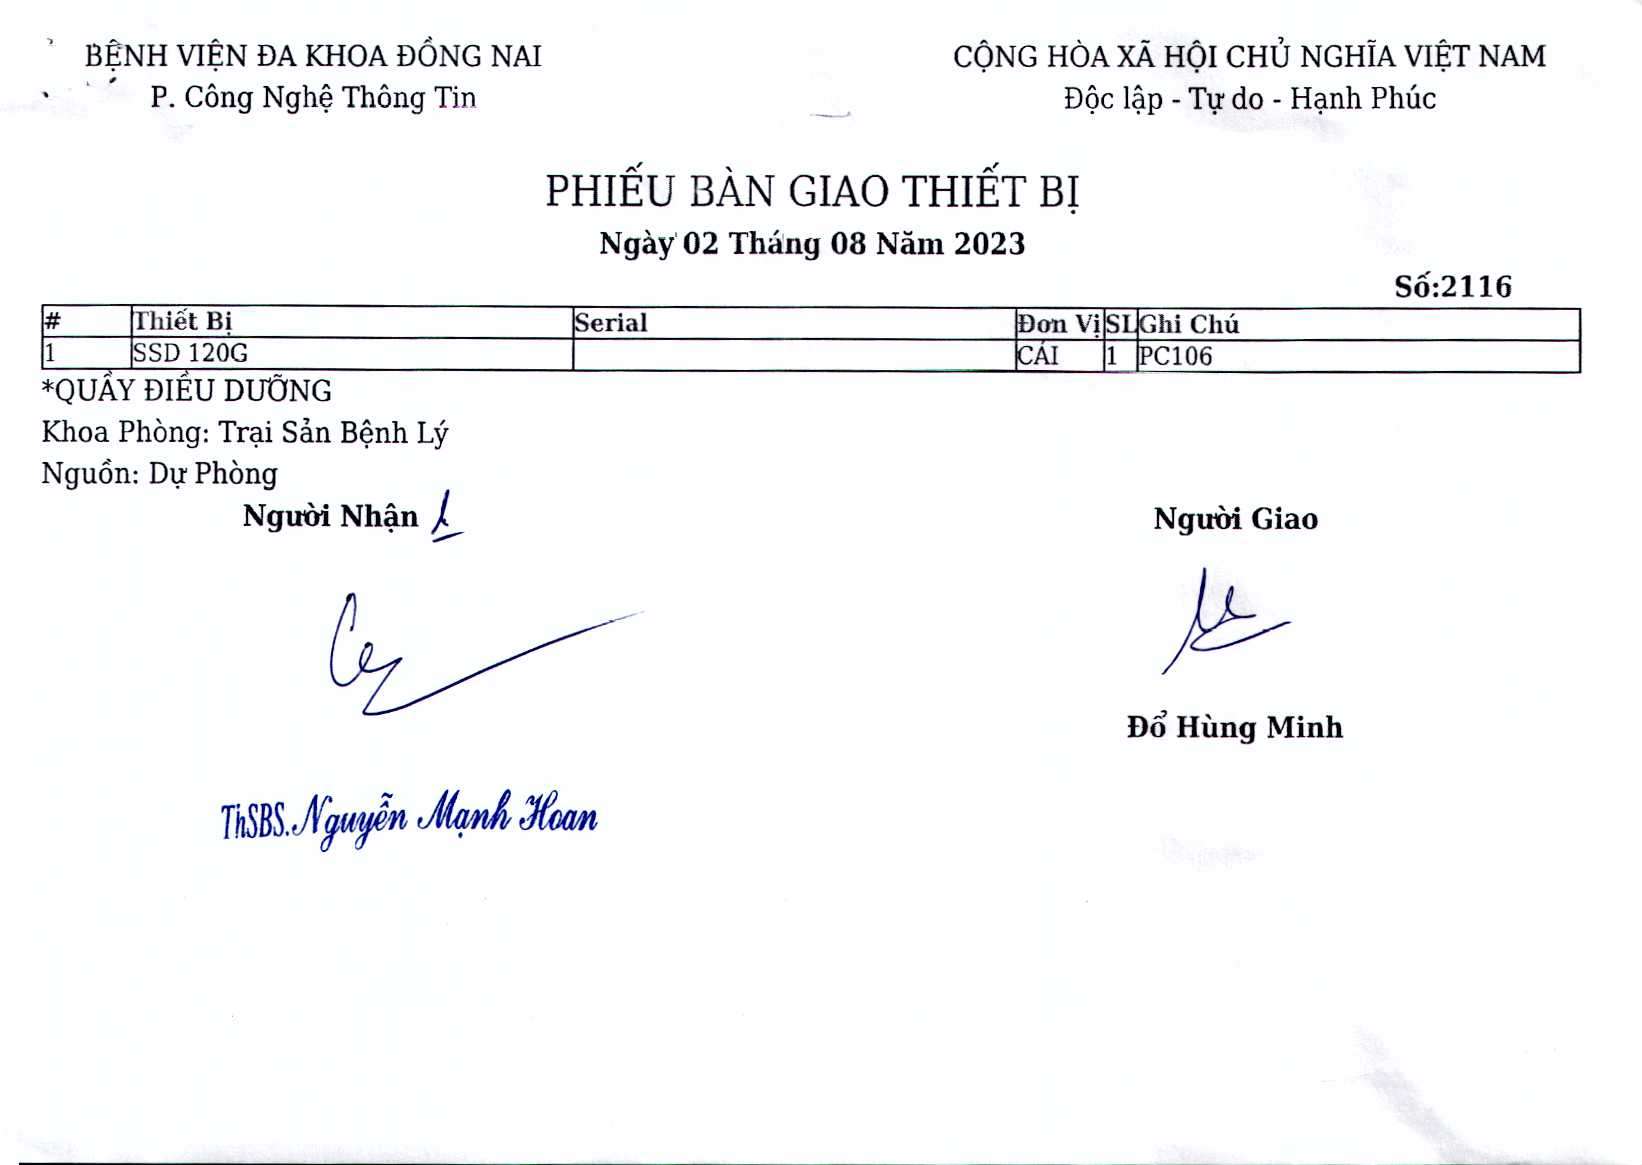 BỆNH VIỆN ĐA KHOA ĐỒNG NAI
P. Công Nghệ Thông Tin
CỘNG HÒA XÃ HỘI CHỦ NGHĨA VIỆT NAM
Độc lập - Tự do - Hạnh Phúc
PHIẾU BÀN GIAO THIẾT BỊ
Ngày 02 Tháng 08 Năm 2023
Số:2116
# Thiết Bị Serial Đơn Vị SL Ghi Chú
1 SSD 120G CÁI 1 PC106
*QUẦY ĐIỀU DƯỠNG
Khoa Phòng: Trại Sản Bệnh Lý
Nguồn: Dự Phòng
Người Nhận
Người Giao
Đổ Hùng Minh
ThSBS. Nguyễn Mạnh Hoan